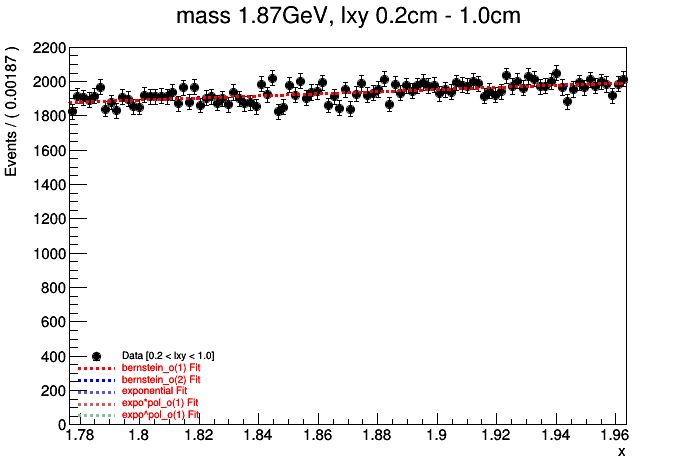 mass 1.87GeV, lxy 0.2cm - 1.0cm
Events / ( 0.00187 )
2200
2000
1800
1600
1400
1200
1000
800
600
400
200
0
Data [0.2 < lxy < 1.0]
bernstein_o(1) Fit
bernstein_o(2) Fit
exponential Fit
expo*pol_o(1) Fit
expo^pol_o(1) Fit
1.78 1.8 1.82 1.84 1.86 1.88 1.9 1.92 1.94 1.96
x